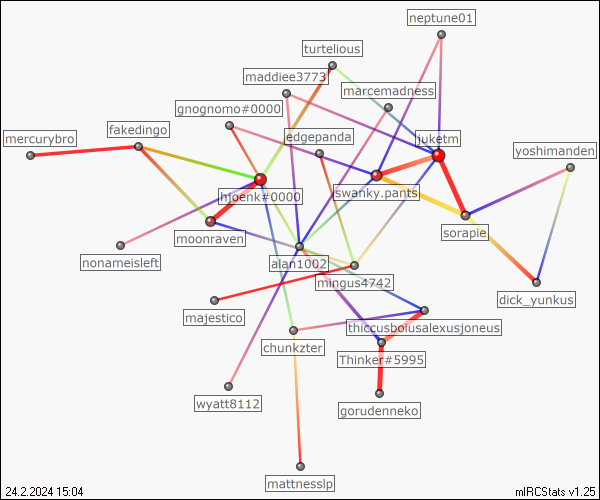 neptune01
turtelious
maddiee3773
marcemadness
gnognomo#0000
mercurybro
fakedingo
edgepanda
juketm
yoshimanden
hjoenk#0000
swanky.pants
moonraven
sorapie
nonameisleft
alan1002
mingus4742
dick_yunkus
majestico
thiccusbolusalexusjoneus
chunkzter
Thinker#5995
wyatt8112
gorudenneko
mattnesslp
24.2.2024 15:04
mIRCStats v1.25